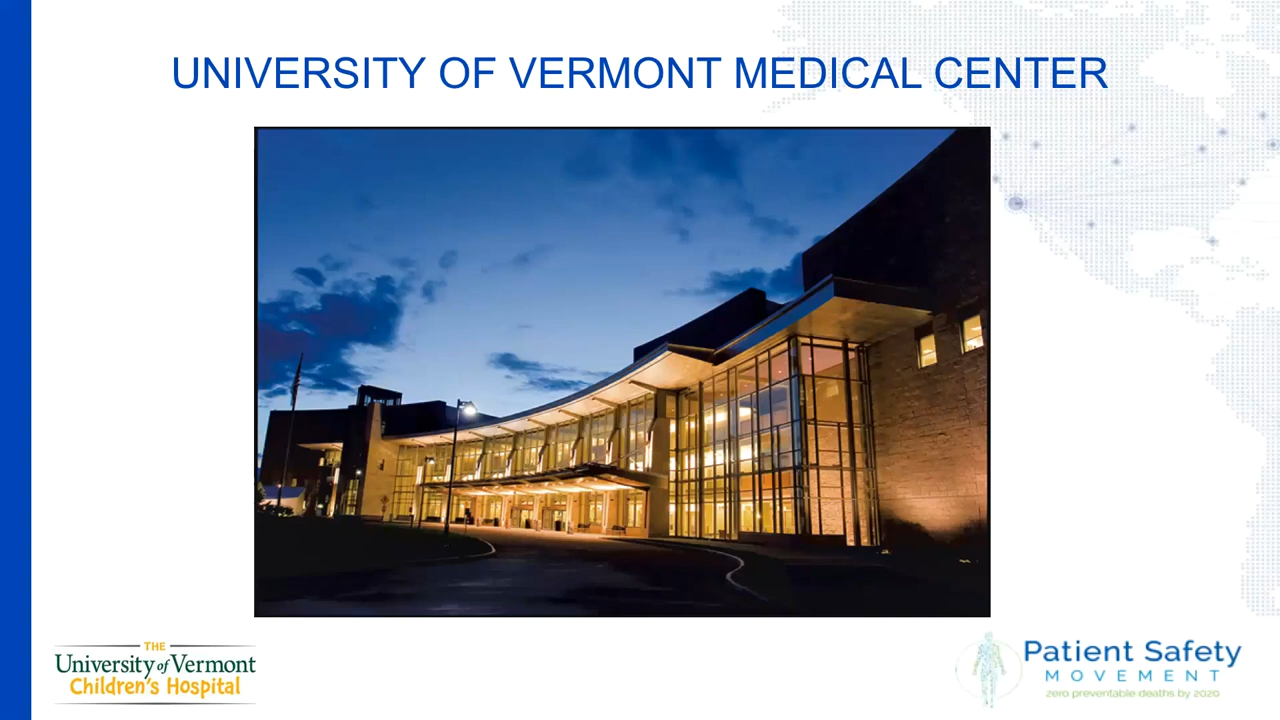 UNIVERSITY OF VERMONT MEDICAL CENTER
THE
University of Vermont
Children's Hospital
Patient Safety
MOVEMENT
zero preventable deaths by 2020